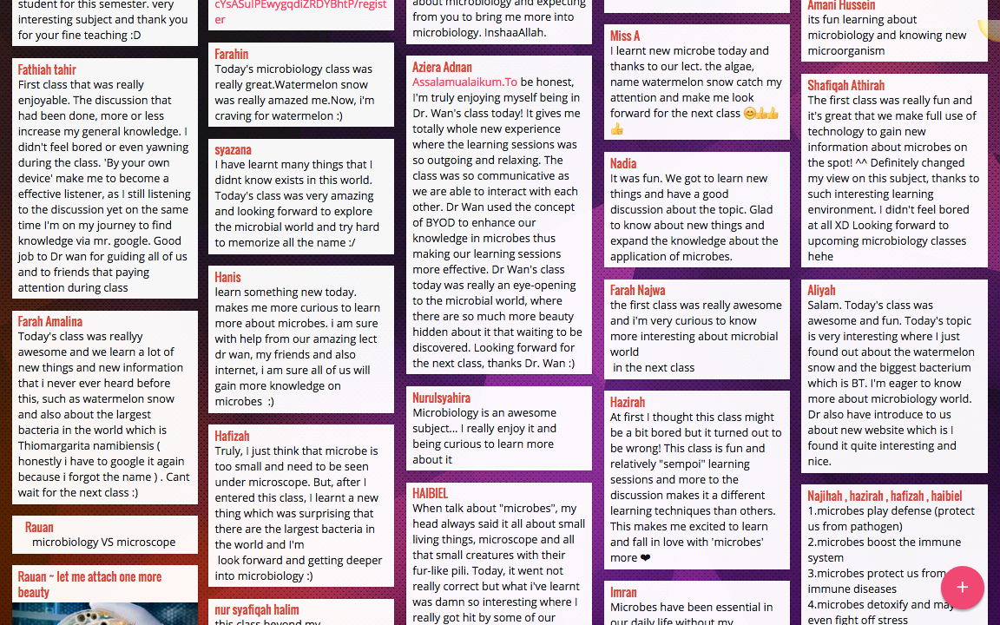 student for this semester. very
interesting subject and thank you
for your fine teaching :D
Fathiah tahir
First class that was really
enjoyable. The discussion that
had been done, more or less
increase my general knowledge. I
didn't feel bored or even yawning
during the class. 'By your own
device' make me to become a
effective listener, as I still listening
to the discussion yet on the same
time I'm on my journey to find
knowledge via mr. google. Good
job to Dr wan for guiding all of us
and to friends that paying
attention during class
Farah Amalina
Today's class was reallyy
awesome and we learn a lot of
new things and new information
that i never ever heard before
this, such as watermelon snow
and also about the largest
bacteria in the world which is
Thiomargarita namibiensis (
honestly i have to google it again
because i forgot the name ) . Cant
wait for the next class :)
Rauan
microbiology VS microscope
Rauan ~ let me attach one more
beauty
cYsASulPEwygqdiZRDYBhtP/regist
er
Farahin
Today's microbiology class was
really great.Watermelon snow
was really amazed me.Now, i'm
craving for watermelon :)
syazana
I have learnt many things that I
didnt know exists in this world.
Today's class was very amazing
and looking forward to explore
the microbial world and try hard
to memorize all the name :/
Hanis
learn something new today.
makes me more curious to learn
more about microbes. i am sure
with help from our amazing lect
dr wan, my friends and also
internet, i am sure all of us will
gain more knowledge on
microbes :)
Hafizah
Truly, I just think that microbe is
too small and need to be seen
under microscope. But, after I
entered this class, I learnt a new
thing which was surprising that
there are the largest bacteria in
the world and I'm
look forward and getting deeper
into microbiology :)
nur syafiqah halim
this class beyond my
about microbiology and expecting
from you to bring me more into
microbiology. InshaaAllah.
Aziera Adnan
Assalamualaikum.To be honest,
I'm truly enjoying myself being in
Dr. Wan's class today! It gives me
totally whole new experience
where the learning sessions was
so outgoing and relaxing. The
class was so communicative as
we are able to interact with each
other. Dr Wan used the concept
of BYOD to enhance our
knowledge in microbes thus
making our learning sessions
more effective. Dr Wan's class
today was really an eye-opening
to the microbial world, where
there are so much more beauty
hidden about it that waiting to be
discovered. Looking forward for
the next class, thanks Dr. Wan :)
Nurulsyahira
Microbiology is an awesome
subject... I really enjoy it and
being curious to learn more
about it
HAIBIEL
When talk about "microbes", my
head always said it all about small
living things, microscope and all
that small creatures with their
fur-like pili. Today, it went not
really correct but what i've learnt
was damn so interesting where I
really got hit by some of our
Miss A
I learnt new microbe today and
thanks to our lect. the algae,
name watermelon snow catch my
attention and make me look
forward for the next class 😊👍👍
👍
Nadia
It was fun. We got to learn new
things and have a good
discussion about the topic. Glad
to know about new things and
expand the knowledge about the
application of microbes.
Farah Najwa
the first class was really awesome
and i'm very curious to know
more interesting about microbial
world
in the next class
Hazirah
At first I thought this class might
be a bit bored but it turned out to
be wrong! This class is fun and
relatively "sempoi" learning
sessions and more to the
discussion makes it a different
learning techniques than others.
This makes me excited to learn
and fall in love with 'microbes'
more ❤
Imran
Microbes have been essential in
our daily life without my
Amani Hussein
its fun learning about
microbiology and knowing new
microorganism
Shafiqah Athirah
The first class was really fun and
it's great that we make full use of
technology to gain new
information about microbes on
the spot! ^^ Definitely changed
my view on this subject, thanks to
such interesting learning
environment. I didn't feel bored
at all XD Looking forward to
upcoming microbiology classes
hehe
Aliyah
Salam. Today's class was
awesome and fun. Today's topic
is very interesting where I just
found out about the watermelon
snow and the biggest bacterium
which is BT. I'm eager to know
more about microbiology world.
Dr also have introduce to us
about new website which is I
found it quite interesting and
nice.
Najihah , hazirah , hafizah , haibiel
1.microbes play defense (protect
us from pathogen)
2.microbes boost the immune
system
3.microbes protect us from
immune diseases
4.microbes detoxify and may
even fight off stress
+